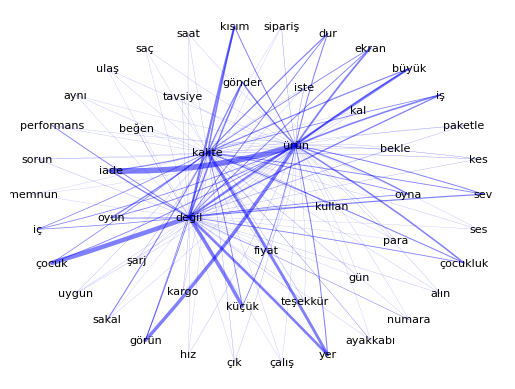 kısım
sipariş
saat
dur
saç
ekran
ulaş
büyük
gönder
iste
aynı
tavsiye
iş
kal
performans
beğen
paketle
sorun
kalite
ürün
bekle
kes
iade
memnun
oyna
sev
oyun
değil
kullan
iç
ses
para
fiyat
çocuk
şarj
çocukluk
gün
uygun
kargo
alın
küçük
teşekkür
sakal
numara
görün
ayakkabı
hız
yer
çık
çalış